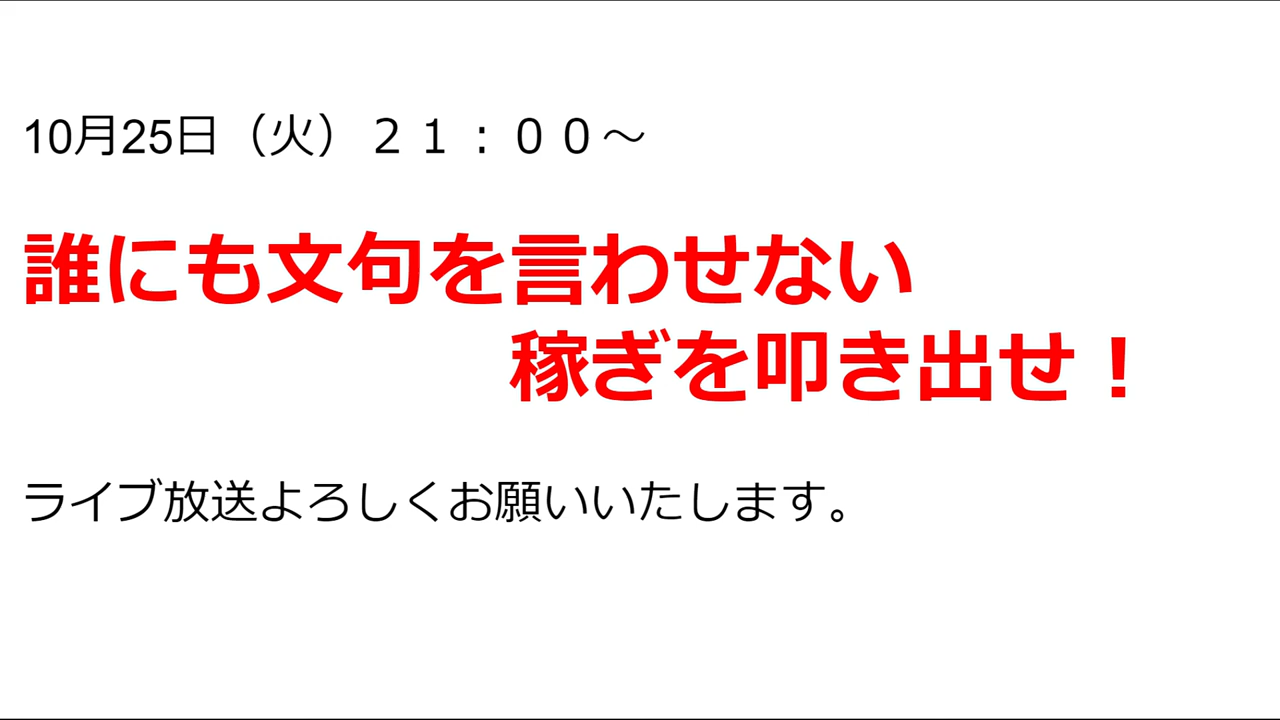 10月25日（火）２１：００～
誰にも文句を言わせない
稼ぎを叩き出せ！
ライブ放送よろしくお願いいたします。